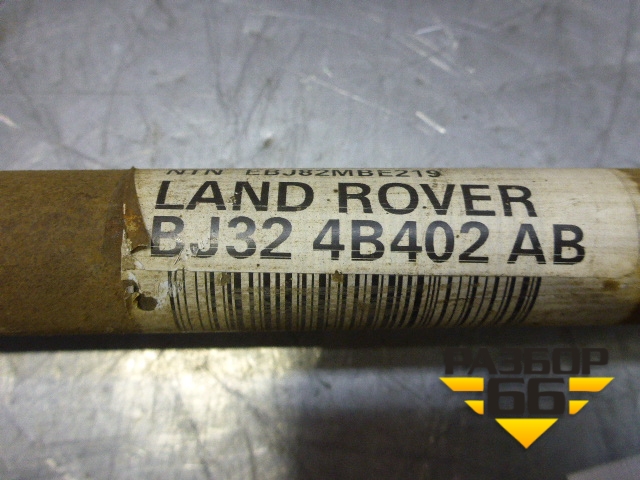 NTN EBJ82MBE219
LAND ROVER
BJ32 4B402 AB
РАЗБОР
66